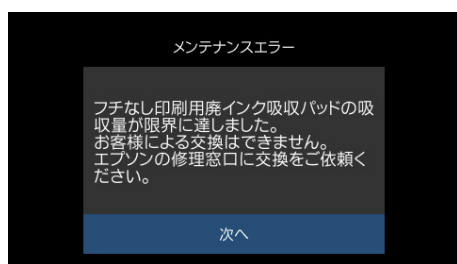 メンテナンスエラー
フチなし印刷用廃インク吸収パッドの吸
収量が限界に達しました。
お客様による交換はできません。
エプソンの修理窓口に交換をご依頼く
ださい。
次へ